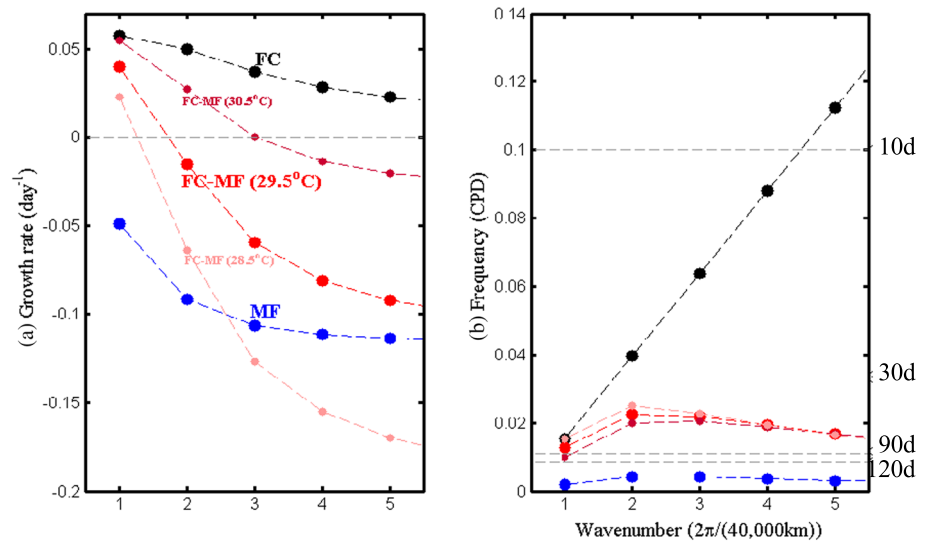 (a) Growth rate (day⁻¹)
0.05
0
-0.05
-0.1
-0.15
-0.2
1 2 3 4 5
FC
FC-MF (30.5°C)
FC-MF (29.5°C)
FC-MF (28.5°C)
MF
(b) Frequency (CPD)
0.14
0.12
0.1
0.08
0.06
0.04
0.02
0
1 2 3 4 5
Wavenumber (2π/(40,000km))
10d
30d
90d
120d